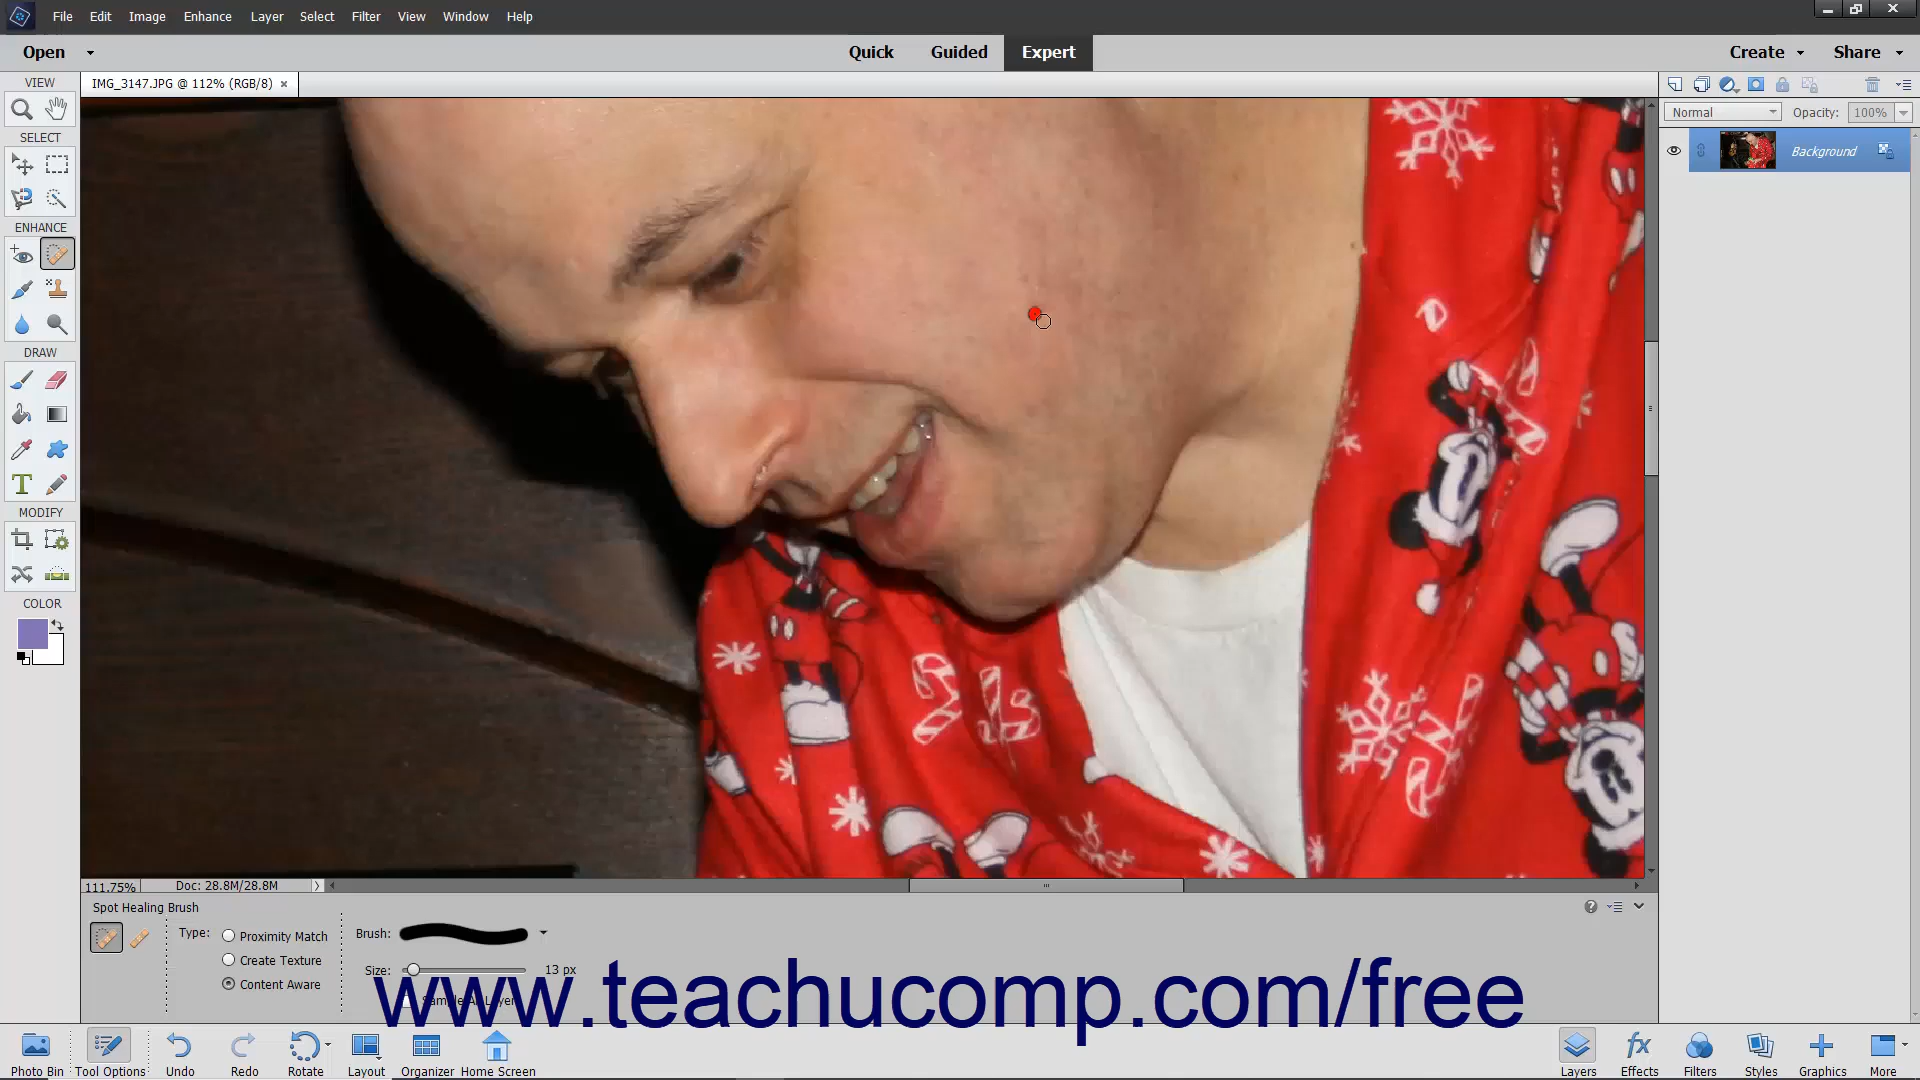 File Edit Image Enhance Layer Select Filter View Window Help
Open Quick Guided Expert Create Share
VIEW IMG_3147.JPG @ 112% (RGB/8) ×
SELECT Normal Opacity: 100%
Background
ENHANCE
DRAW
T
MODIFY
COLOR
111.75% Doc: 28.8M/28.8M
Spot Healing Brush
Type: Proximity Match Brush:
Create Texture Size: 13 px
Content Aware
www.teachucomp.com/free
Photo Bin Tool Options Undo Redo Rotate Layout Organizer Home Screen Layers Effects Filters Styles Graphics More